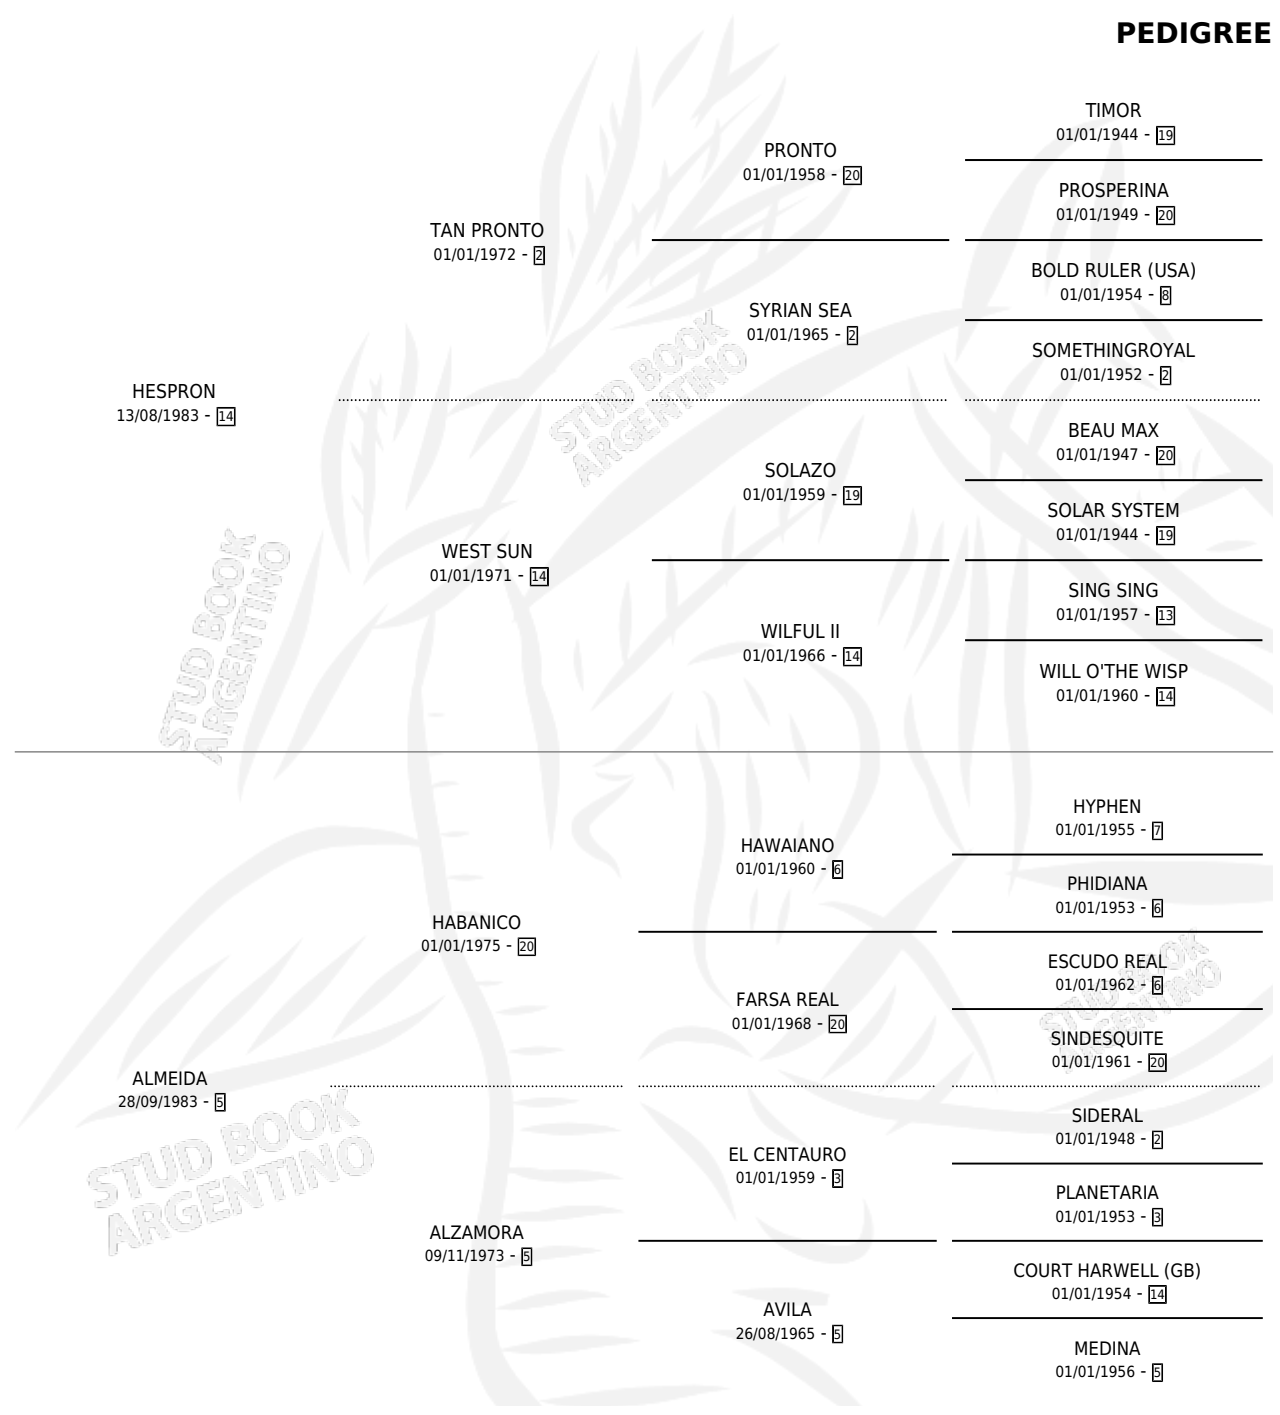 PEDIGREE
TIMOR
01/01/1944 - 19
PRONTO
01/01/1958 - 20
PROSPERINA
01/01/1949 - 20
TAN PRONTO
01/01/1972 - 2
BOLD RULER (USA)
01/01/1954 - 8
SYRIAN SEA
01/01/1965 - 2
SOMETHINGROYAL
01/01/1952 - 2
HESPRON
13/08/1983 - 14
BEAU MAX
01/01/1947 - 20
SOLAZO
01/01/1959 - 19
SOLAR SYSTEM
01/01/1944 - 19
WEST SUN
01/01/1971 - 14
SING SING
01/01/1957 - 13
WILFUL II
01/01/1966 - 14
WILL O'THE WISP
01/01/1960 - 14
HYPHEN
01/01/1955 - 7
HAWAIANO
01/01/1960 - 6
PHIDIANA
01/01/1953 - 6
HABANICO
01/01/1975 - 20
ESCUDO REAL
01/01/1962 - 6
FARSA REAL
01/01/1968 - 20
SINDESQUITE
01/01/1961 - 20
ALMEIDA
28/09/1983 - 5
SIDERAL
01/01/1948 - 2
EL CENTAURO
01/01/1959 - 3
PLANETARIA
01/01/1953 - 3
ALZAMORA
09/11/1973 - 5
COURT HARWELL (GB)
01/01/1954 - 14
AVILA
26/08/1965 - 5
MEDINA
01/01/1956 - 5
STUD BOOK
ARGENTINO
STUD BOOK
ARGENTINO
STUD BOOK
ARGENTINO
STUD BOOK
ARGENTINO